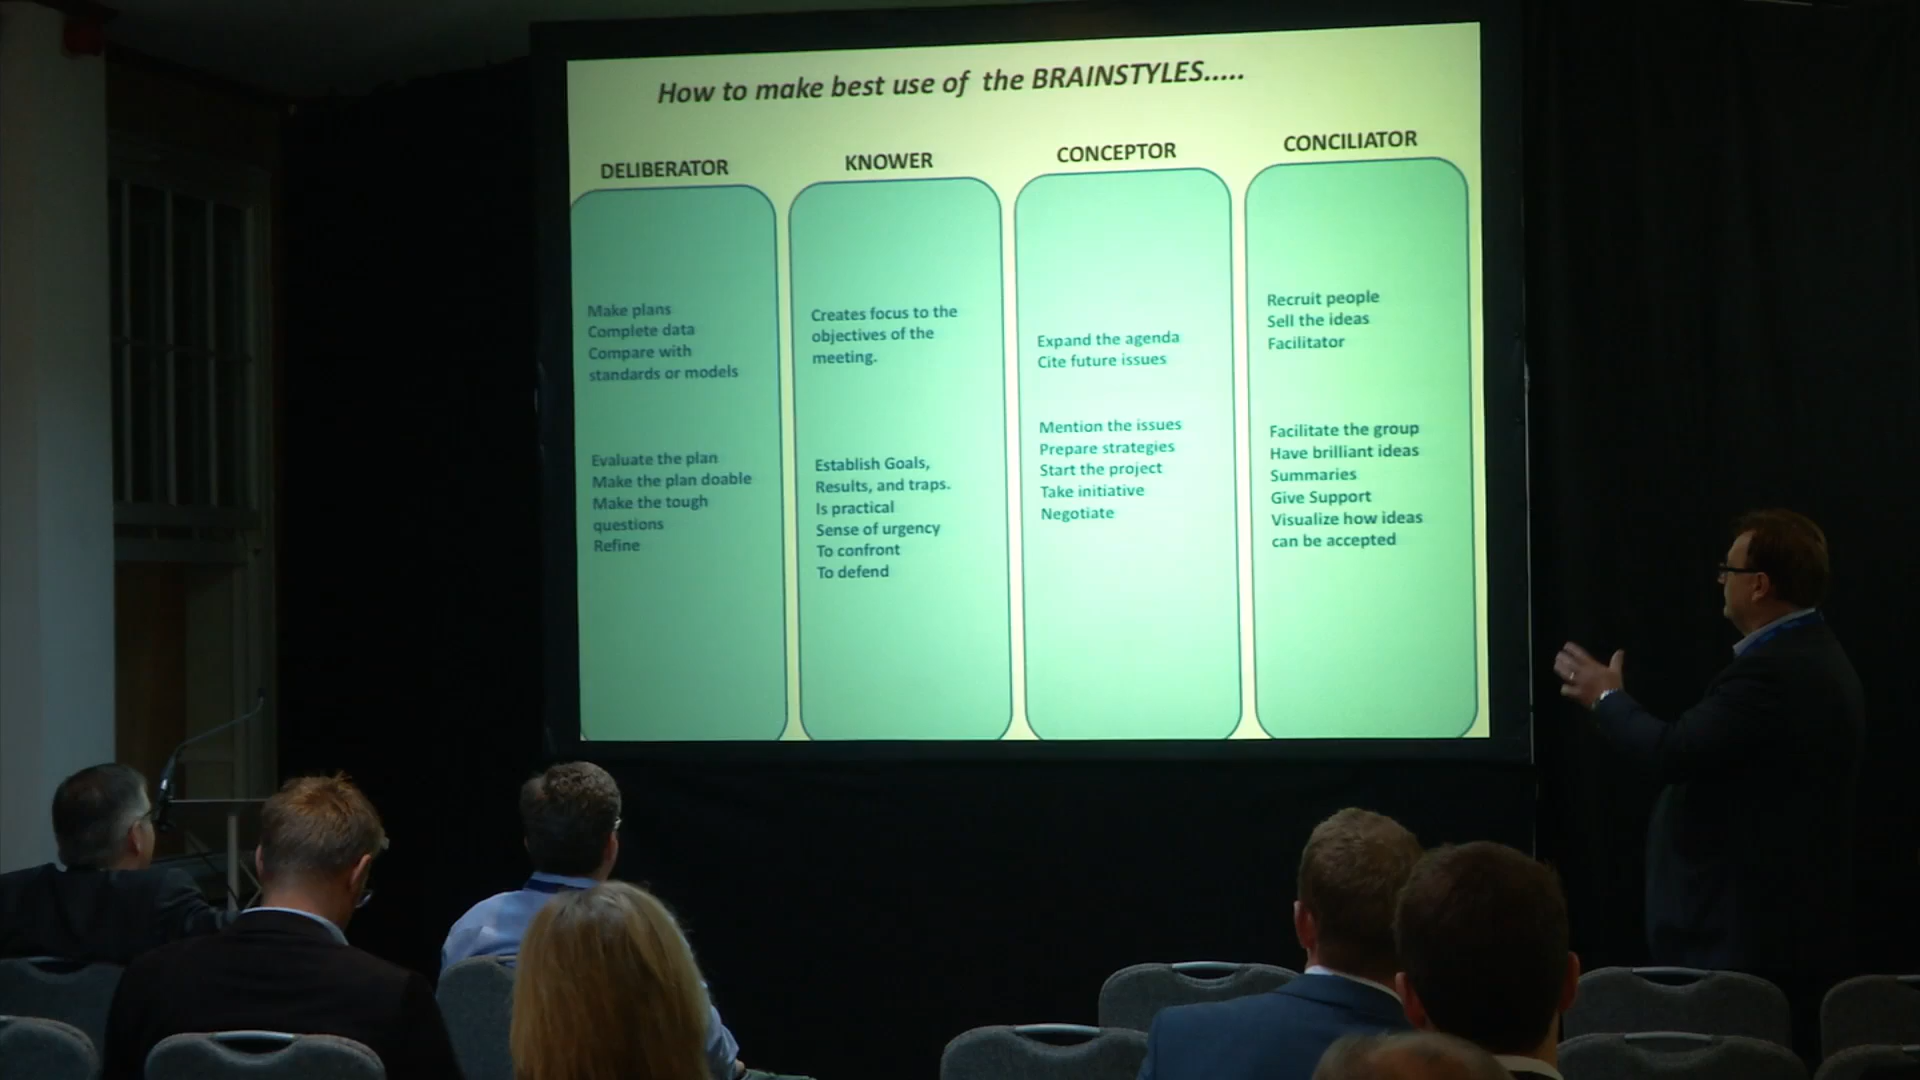 How to make best use of the BRAINSTYLES.....
DELIBERATOR
Make plans
Complete data
Compare with
standards or models
Evaluate the plan
Make the plan doable
Make the tough
questions
Refine
KNOWER
Creates focus to the
objectives of the
meeting.
Establish Goals,
Results, and traps.
Is practical
Sense of urgency
To confront
To defend
CONCEPTOR
Expand the agenda
Cite future issues
Mention the issues
Prepare strategies
Start the project
Take initiative
Negotiate
CONCILIATOR
Recruit people
Sell the ideas
Facilitator
Facilitate the group
Have brilliant ideas
Summaries
Give Support
Visualize how ideas
can be accepted